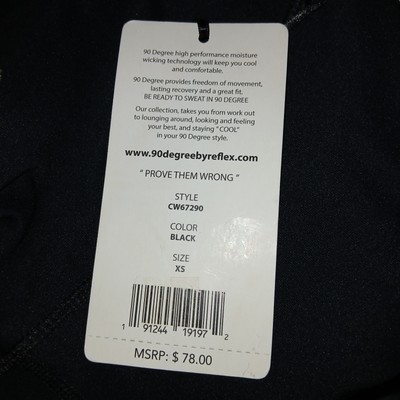 90 Degree high performance moisture
wicking technology will keep you cool
and comfortable.
90 Degree provides freedom of movement,
lasting recovery and a great fit.
BE READY TO SWEAT IN 90 DEGREE
Our collection, takes you from work out
to lounging around, looking and feeling
your best, and staying "COOL"
in your 90 Degree style.
www.90degreebyreflex.com
" PROVE THEM WRONG "
STYLE
CW67290
COLOR
BLACK
SIZE
XS
1 91244 19197 2
MSRP: $ 78.00